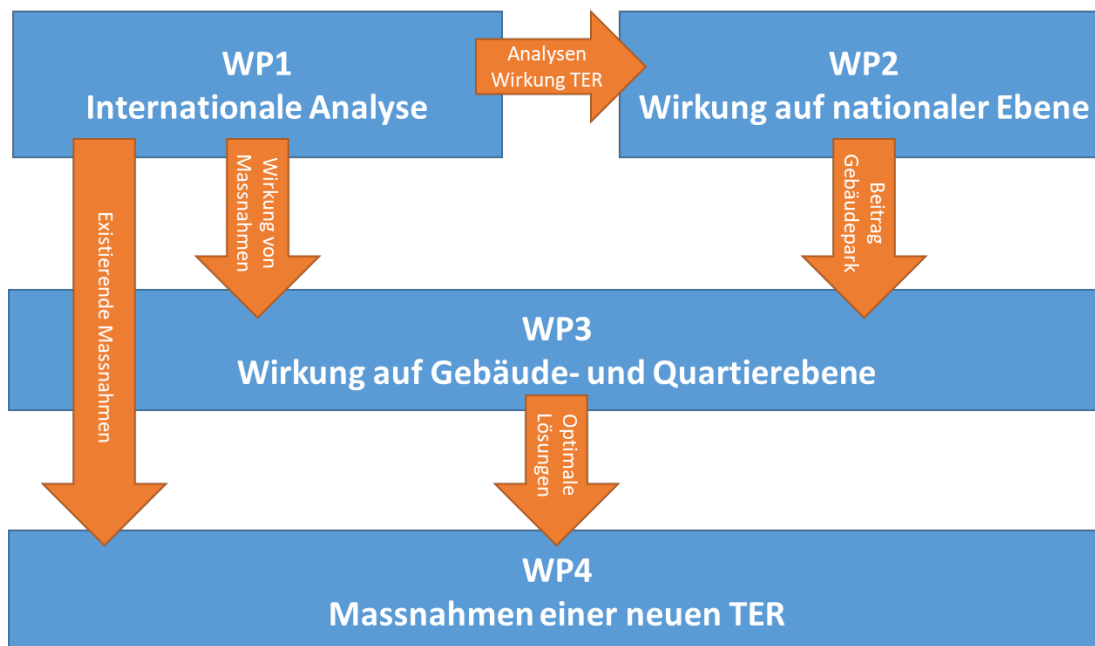 WP1
Internationale Analyse
Analysen
Wirkung TER
WP2
Wirkung auf nationaler Ebene
Existierende Massnahmen
Wirkung von
Massnahmen
Beitrag
Gebäudepark
WP3
Wirkung auf Gebäude- und Quartierebene
Optimale
Lösungen
WP4
Massnahmen einer neuen TER